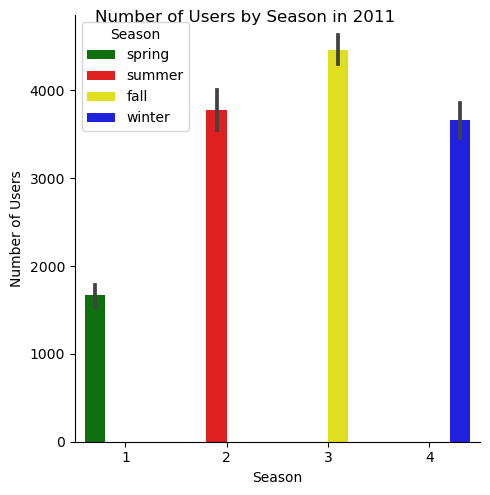 Number of Users by Season in 2011
Season
spring
summer
fall
winter
Number of Users
4000
3000
2000
1000
0
1 2 3 4
Season